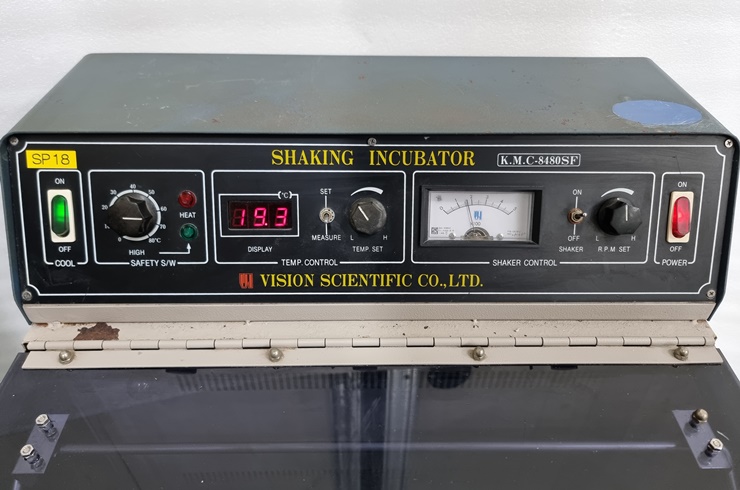 SHAKING INCUBATOR K.M.C-8480SF
SP18
ON
OFF
COOL
0 20 30 40 50 60 70 80℃
HEAT
HIGH
SAFETY S/W
(℃)
19.3
DISPLAY
SET
MEASURE
L H
TEMP. SET
TEMP. CONTROL
ON
OFF
SHAKER
L H
R.P.M SET
SHAKER CONTROL
ON
OFF
POWER
VISION SCIENTIFIC CO.,LTD.